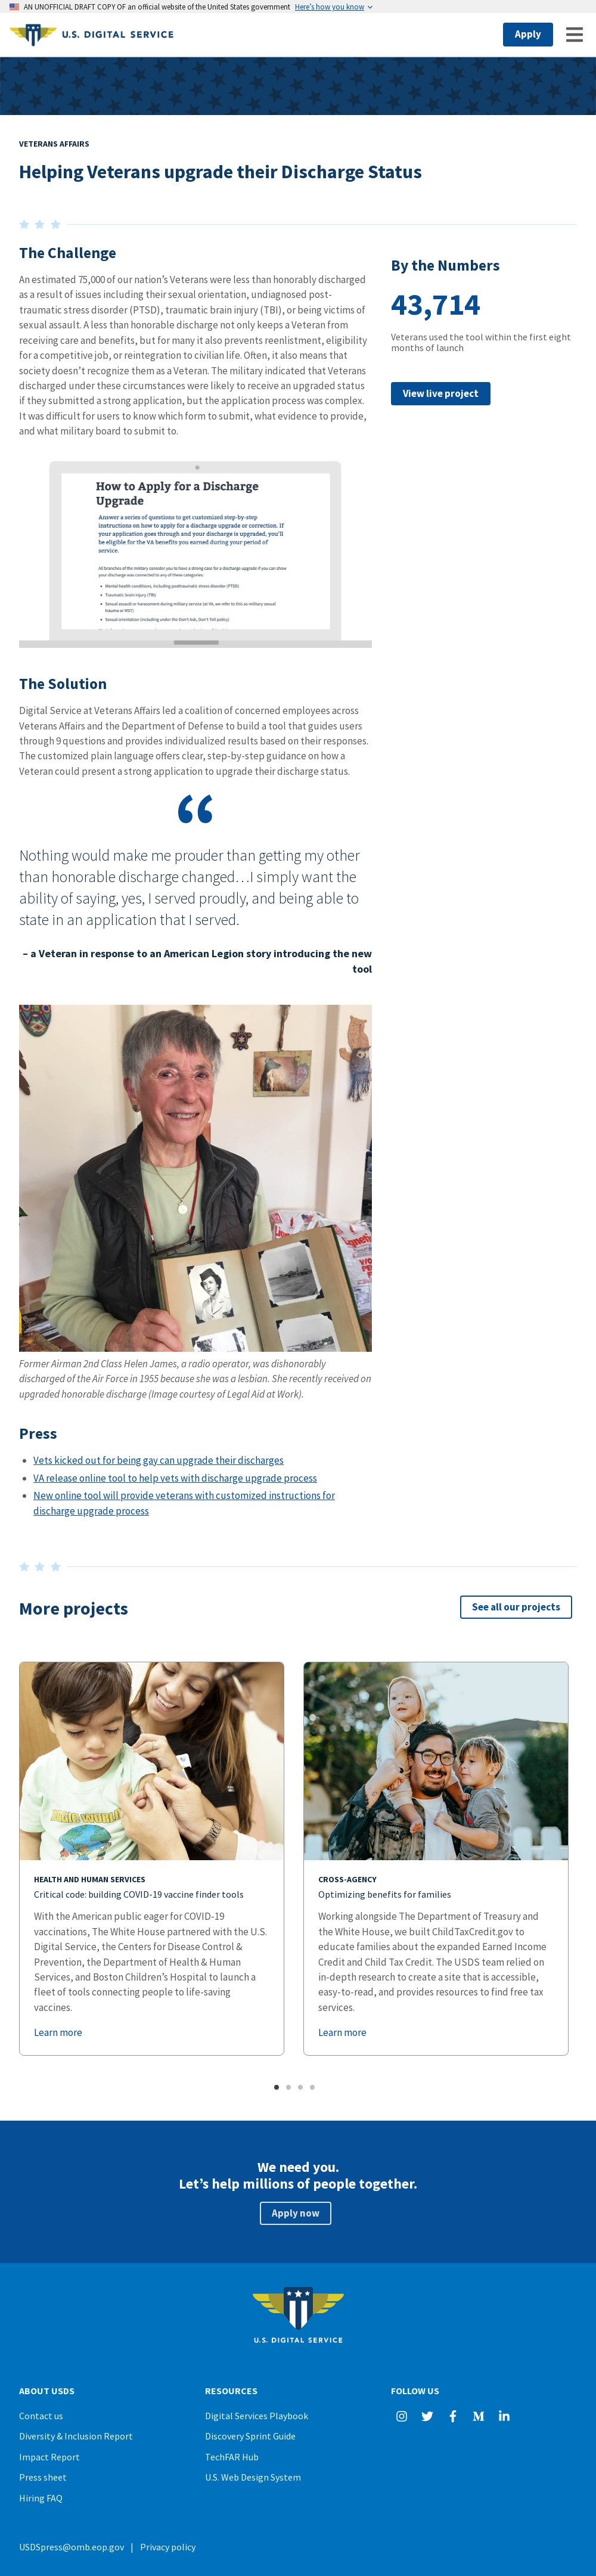 AN UNOFFICIAL DRAFT COPY OF an official website of the United States government Here's how you know
U.S. DIGITAL SERVICE
Apply
VETERANS AFFAIRS
Helping Veterans upgrade their Discharge Status
The Challenge
An estimated 75,000 of our nation's Veterans were less than honorably discharged
as a result of issues including their sexual orientation, undiagnosed post-
traumatic stress disorder (PTSD), traumatic brain injury (TBI), or being victims of
sexual assault. A less than honorable discharge not only keeps a Veteran from
receiving care and benefits, but for many it also prevents reenlistment, eligibility
for a competitive job, or reintegration to civilian life. Often, it also means that
society doesn't recognize them as a Veteran. The military indicated that Veterans
discharged under these circumstances were likely to receive an upgraded status
if they submitted a strong application, but the application process was complex.
It was difficult for users to know which form to submit, what evidence to provide,
and what military board to submit to.
By the Numbers
43,714
Veterans used the tool within the first eight
months of launch
View live project
How to Apply for a Discharge
Upgrade
Answer a series of questions to get customized step-by-step
instructions on how to apply for a discharge upgrade or correction. If
your application goes through and your discharge is upgraded, you'll
be eligible for the VA benefits you earned during your period of
service.
All branches of the military consider you to have a strong case for a discharge upgrade if you can show
your discharge was connected to any of these categories:
• Mental health conditions, including posttraumatic stress disorder (PTSD)
• Traumatic brain injury (TBI)
• Sexual assault or harassment during military service (at VA, we refer to this as military sexual
trauma or MST)
• Sexual orientation (including under the Don't Ask, Don't Tell policy)
The Solution
Digital Service at Veterans Affairs led a coalition of concerned employees across
Veterans Affairs and the Department of Defense to build a tool that guides users
through 9 questions and provides individualized results based on their responses.
The customized plain language offers clear, step-by-step guidance on how a
Veteran could present a strong application to upgrade their discharge status.
“
Nothing would make me prouder than getting my other
than honorable discharge changed…I simply want the
ability of saying, yes, I served proudly, and being able to
state in an application that I served.
– a Veteran in response to an American Legion story introducing the new
tool
Former Airman 2nd Class Helen James, a radio operator, was dishonorably
discharged of the Air Force in 1955 because she was a lesbian. She recently received on
upgraded honorable discharge (Image courtesy of Legal Aid at Work).
Press
• Vets kicked out for being gay can upgrade their discharges
• VA release online tool to help vets with discharge upgrade process
• New online tool will provide veterans with customized instructions for
discharge upgrade process
More projects
See all our projects
HEALTH AND HUMAN SERVICES
Critical code: building COVID-19 vaccine finder tools
With the American public eager for COVID-19
vaccinations, The White House partnered with the U.S.
Digital Service, the Centers for Disease Control &
Prevention, the Department of Health & Human
Services, and Boston Children's Hospital to launch a
fleet of tools connecting people to life-saving
vaccines.
Learn more
CROSS-AGENCY
Optimizing benefits for families
Working alongside The Department of Treasury and
the White House, we built ChildTaxCredit.gov to
educate families about the expanded Earned Income
Credit and Child Tax Credit. The USDS team relied on
in-depth research to create a site that is accessible,
easy-to-read, and provides resources to find free tax
services.
Learn more
We need you.
Let's help millions of people together.
Apply now
U.S. DIGITAL SERVICE
ABOUT USDS
Contact us
Diversity & Inclusion Report
Impact Report
Press sheet
Hiring FAQ
RESOURCES
Digital Services Playbook
Discovery Sprint Guide
TechFAR Hub
U.S. Web Design System
FOLLOW US
USDSpress@omb.eop.gov | Privacy policy